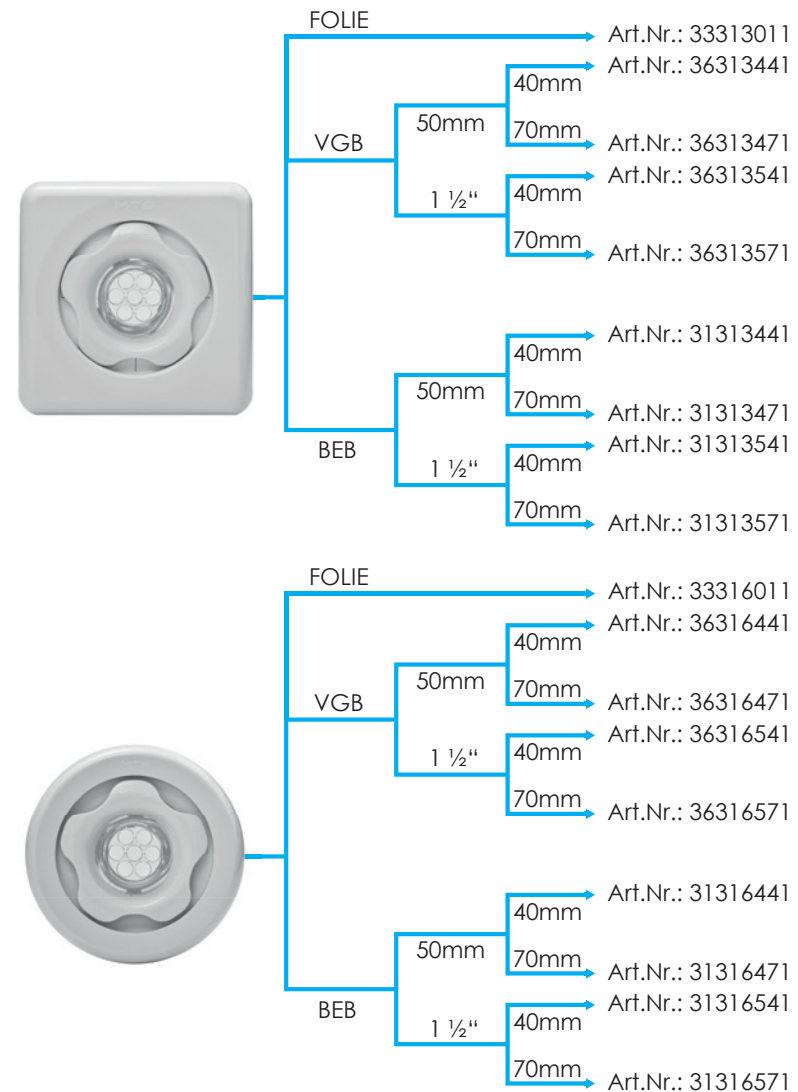 FOLIE
Art.Nr.: 33313011
Art.Nr.: 36313441
40mm
50mm
70mm
VGB
Art.Nr.: 36313471
Art.Nr.: 36313541
1 ½“
40mm
70mm
Art.Nr.: 36313571
Art.Nr.: 31313441
40mm
50mm
70mm
Art.Nr.: 31313471
Art.Nr.: 31313541
BEB
1 ½“
40mm
70mm
Art.Nr.: 31313571
FOLIE
Art.Nr.: 33316011
Art.Nr.: 36316441
40mm
50mm
70mm
VGB
Art.Nr.: 36316471
Art.Nr.: 36316541
1 ½“
40mm
70mm
Art.Nr.: 36316571
Art.Nr.: 31316441
40mm
50mm
70mm
Art.Nr.: 31316471
Art.Nr.: 31316541
BEB
1 ½“
40mm
70mm
Art.Nr.: 31316571